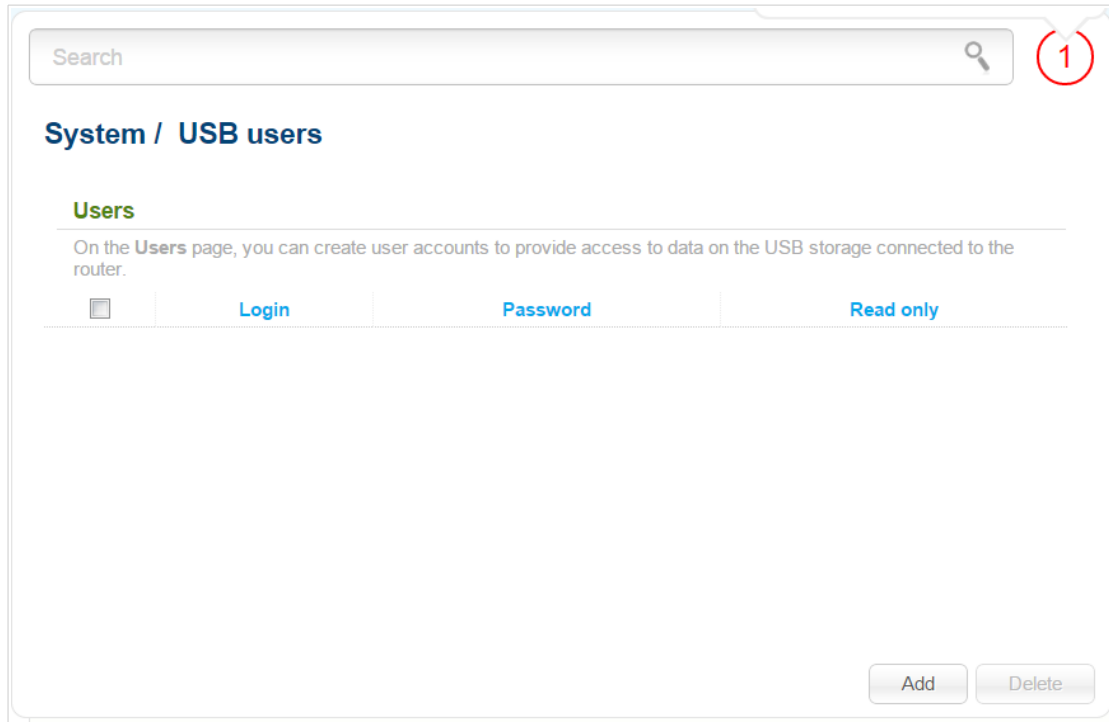 Search
1
System / USB users
Users
On the Users page, you can create user accounts to provide access to data on the USB storage connected to the
router.
Login Password Read only
Add Delete